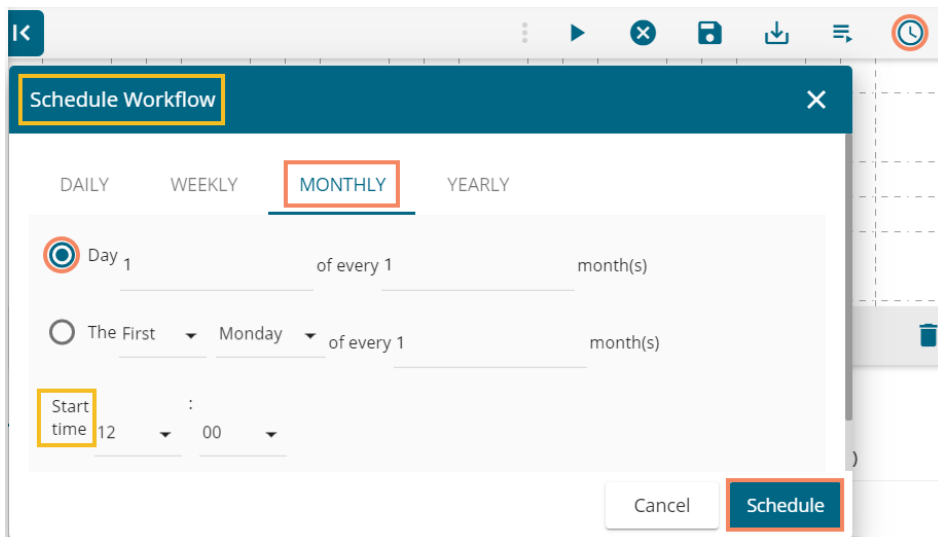 Schedule Workflow
DAILY WEEKLY MONTHLY YEARLY
Day 1 of every 1 month(s)
The First Monday of every 1 month(s)
Start
time 12 : 00
)
Cancel Schedule